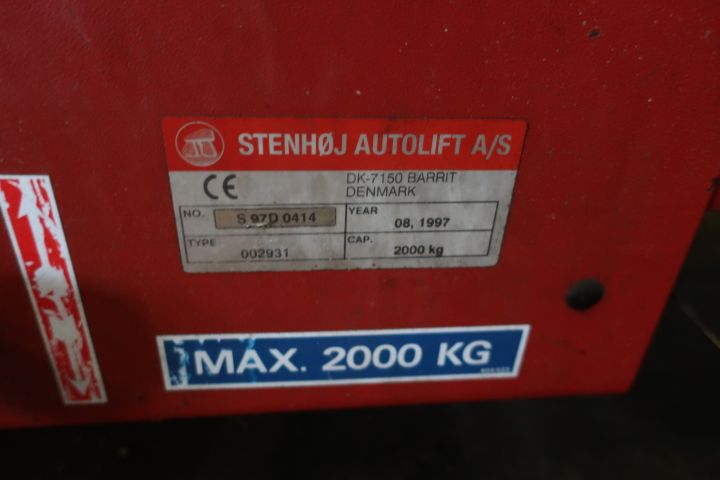 STENHØJ AUTOLIFT A/S
CE
DK-7150 BARRIT
DENMARK
NO. S 97D 0414 YEAR 08, 1997
TYPE 002931 CAP. 2000 kg
MAX. 2000 KG